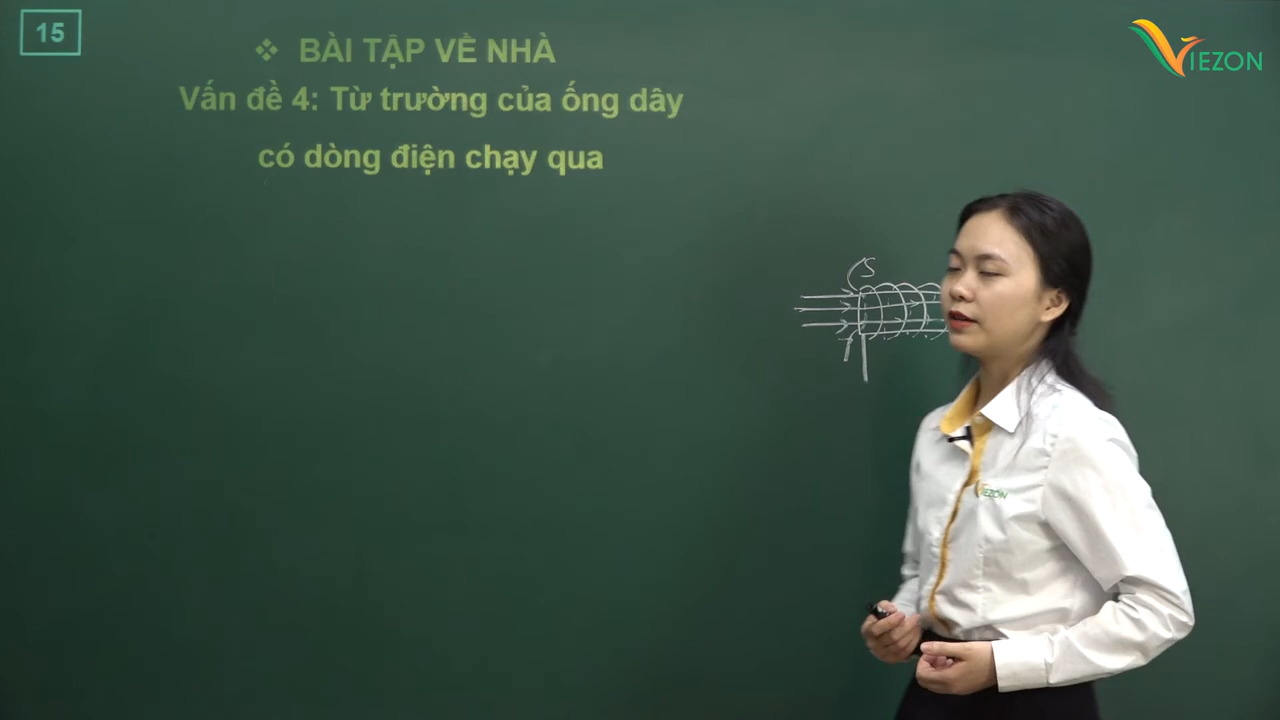 15
❖ BÀI TẬP VỀ NHÀ
Vấn đề 4: Từ trường của ống dây
có dòng điện chạy qua
VIEZON
S
VIEZON